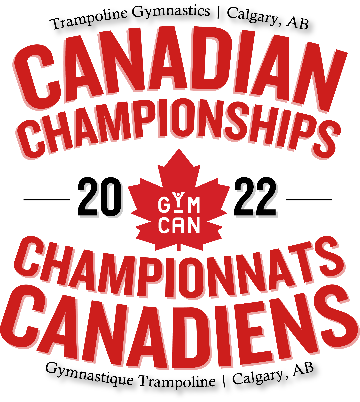 Trampoline Gymnastics | Calgary, AB
CANADIAN
CHAMPIONSHIPS
20 GYM CAN 22
CHAMPIONNATS
CANADIENS
Gymnastique Trampoline | Calgary, AB